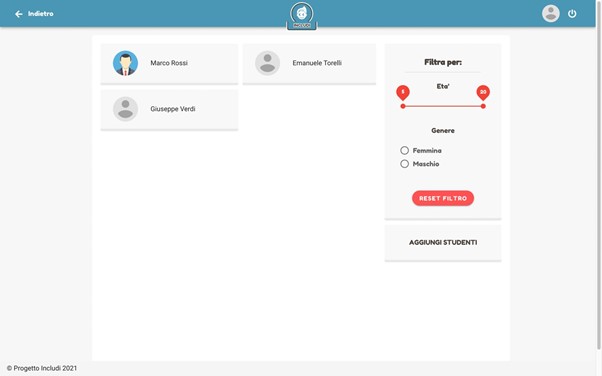 Indietro
INCLUDI
Marco Rossi
Emanuele Torelli
Giuseppe Verdi
Filtra per:
Eta'
5
20
Genere
Femmina
Maschio
RESET FILTRO
AGGIUNGI STUDENTI
© Progetto Includi 2021